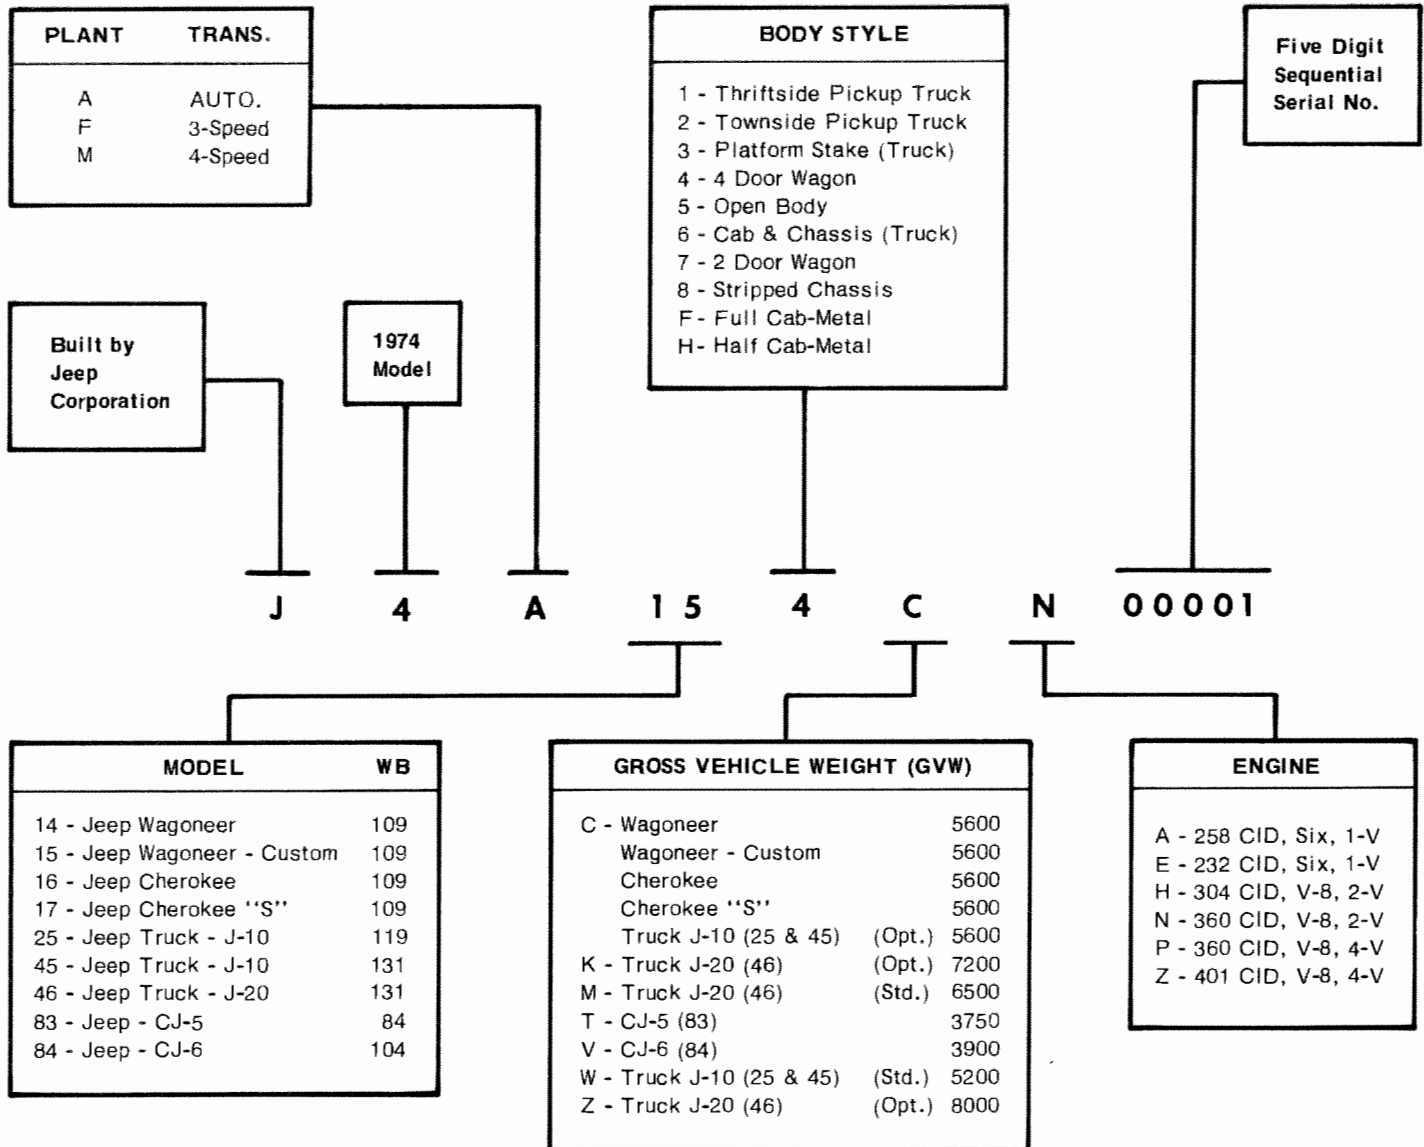 PLANT TRANS.
A AUTO.
F 3-Speed
M 4-Speed
BODY STYLE
1 - Thriftside Pickup Truck
2 - Townside Pickup Truck
3 - Platform Stake (Truck)
4 - 4 Door Wagon
5 - Open Body
6 - Cab & Chassis (Truck)
7 - 2 Door Wagon
8 - Stripped Chassis
F - Full Cab-Metal
H - Half Cab-Metal
Five Digit
Sequential
Serial No.
Built by
Jeep
Corporation
1974
Model
J 4 A 15 4 C N 00001
MODEL WB
14 - Jeep Wagoneer 109
15 - Jeep Wagoneer - Custom 109
16 - Jeep Cherokee 109
17 - Jeep Cherokee "S" 109
25 - Jeep Truck - J-10 119
45 - Jeep Truck - J-10 131
46 - Jeep Truck - J-20 131
83 - Jeep - CJ-5 84
84 - Jeep - CJ-6 104
GROSS VEHICLE WEIGHT (GVW)
C - Wagoneer 5600
Wagoneer - Custom 5600
Cherokee 5600
Cherokee "S" 5600
Truck J-10 (25 & 45) (Opt.) 5600
K - Truck J-20 (46) (Opt.) 7200
M - Truck J-20 (46) (Std.) 6500
T - CJ-5 (83) 3750
V - CJ-6 (84) 3900
W - Truck J-10 (25 & 45) (Std.) 5200
Z - Truck J-20 (46) (Opt.) 8000
ENGINE
A - 258 CID, Six, 1-V
E - 232 CID, Six, 1-V
H - 304 CID, V-8, 2-V
N - 360 CID, V-8, 2-V
P - 360 CID, V-8, 4-V
Z - 401 CID, V-8, 4-V